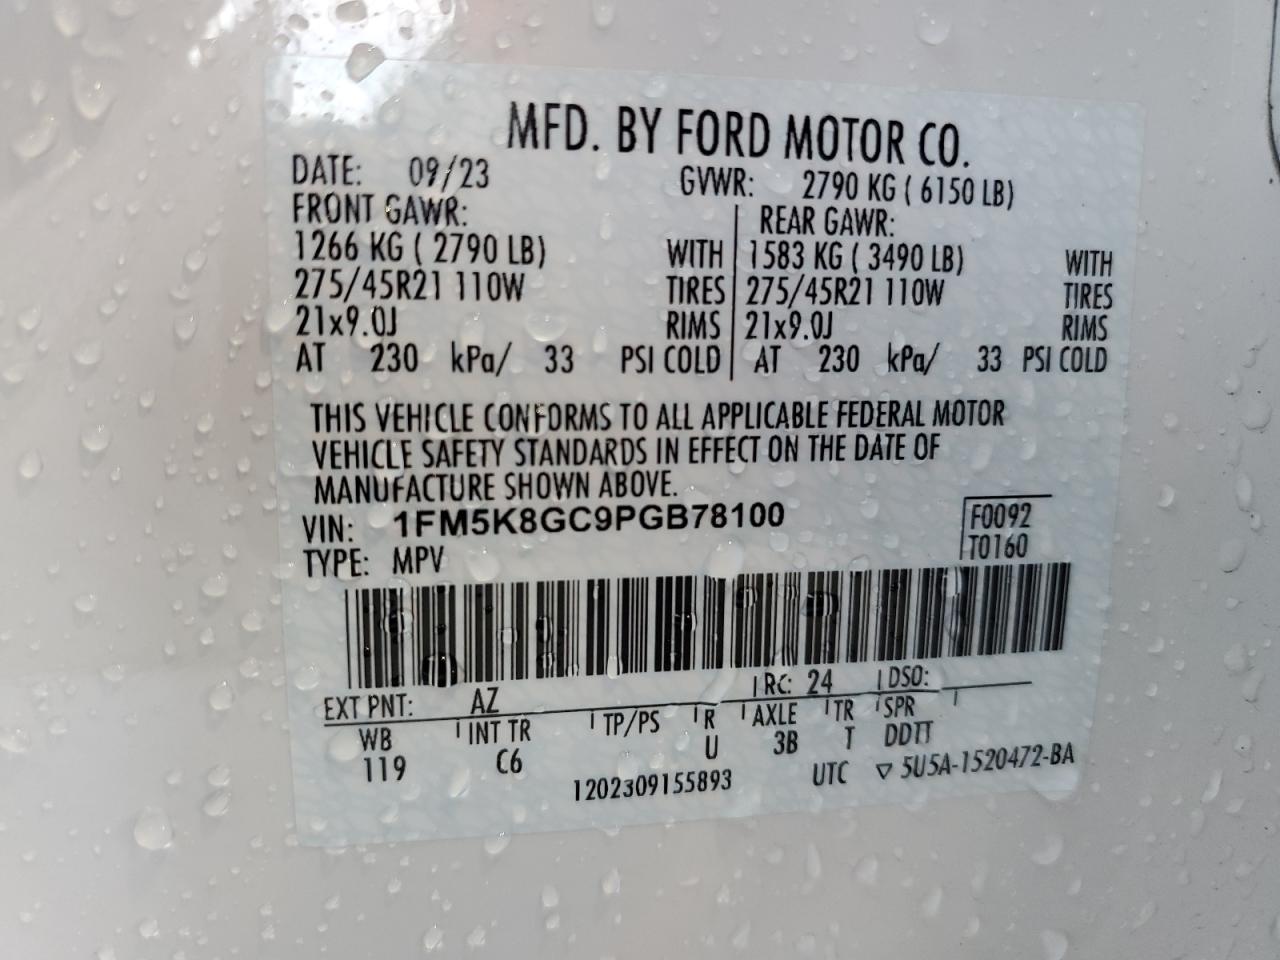 MFD. BY FORD MOTOR CO.
DATE: 09/23 GVWR: 2790 KG ( 6150 LB)
FRONT GAWR: REAR GAWR:
1266 KG ( 2790 LB) WITH 1583 KG ( 3490 LB) WITH
275/45R21 110W TIRES 275/45R21 110W TIRES
21x9.0J RIMS 21x9.0J RIMS
AT 230 kPa/ 33 PSI COLD AT 230 kPa/ 33 PSI COLD
THIS VEHICLE CONFORMS TO ALL APPLICABLE FEDERAL MOTOR
VEHICLE SAFETY STANDARDS IN EFFECT ON THE DATE OF
MANUFACTURE SHOWN ABOVE.
VIN: 1FM5K8GC9PGB78100 F0092
TYPE: MPV T0160
EXT PNT: AZ RC: 24 DSO:
WB INT TR TP/PS R AXLE TR SPR
119 C6 U 3B T DDTT
1202309155893 UTC ▽ 5U5A-1520472-BA